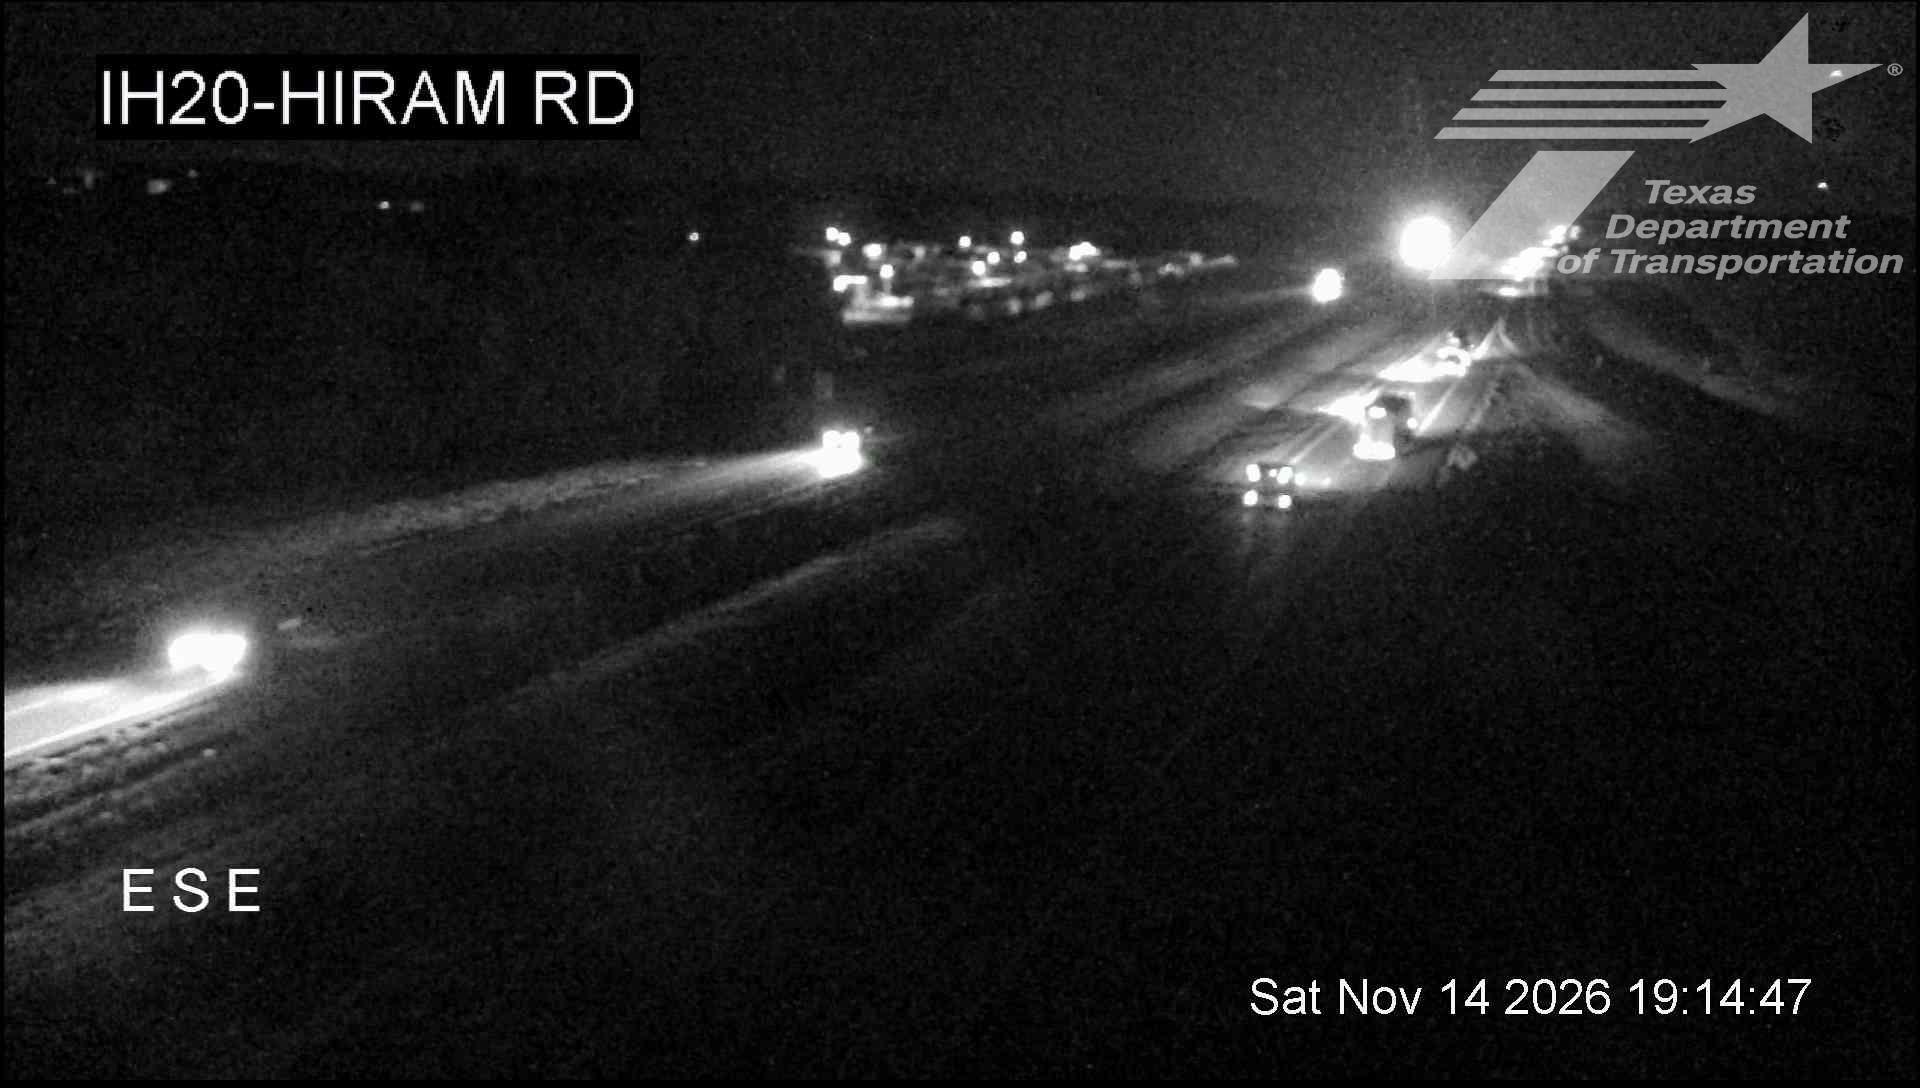 IH20-HIRAM RD
®
Texas
Department
of Transportation
E S E
Sat Nov 14 2026 19:14:47